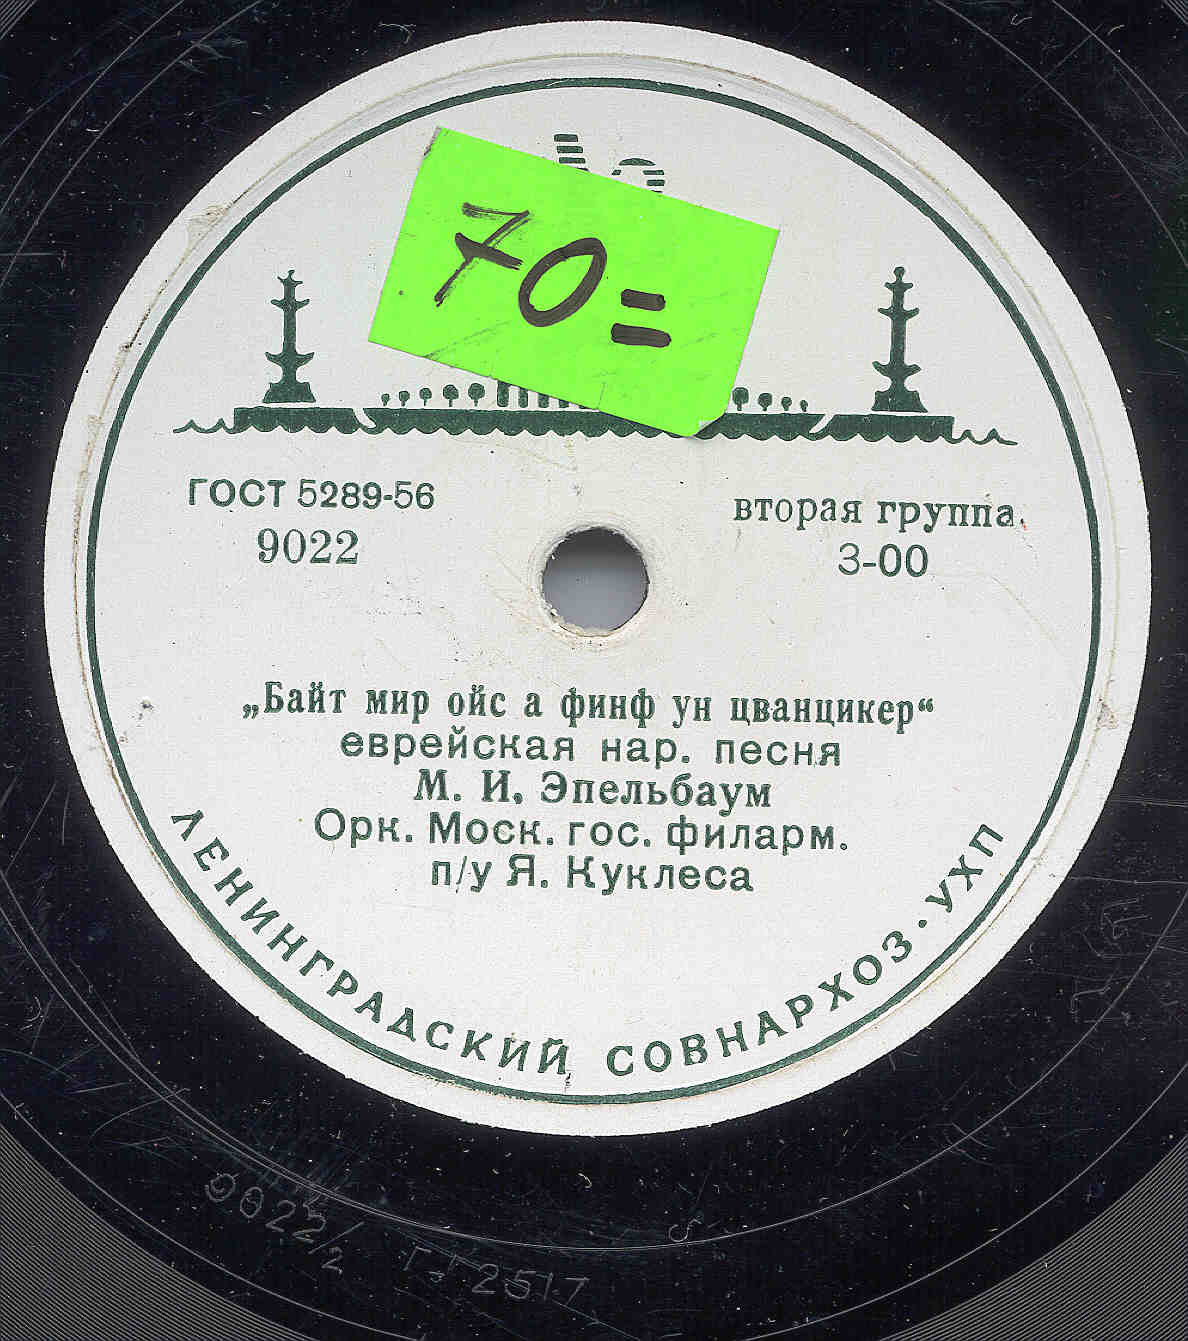 70=
ГОСТ 5289-56
9022
вторая группа.
3-00
„Байт мир ойс а финф ун цванцикер“
еврейская нар. песня
М. И. Эпельбаум
Орк. Моск. гос. филарм.
п/у Я. Куклеса
ЛЕНИНГРАДСКИЙ СОВНАРХОЗ · УХП
9022/2 ГГ2517